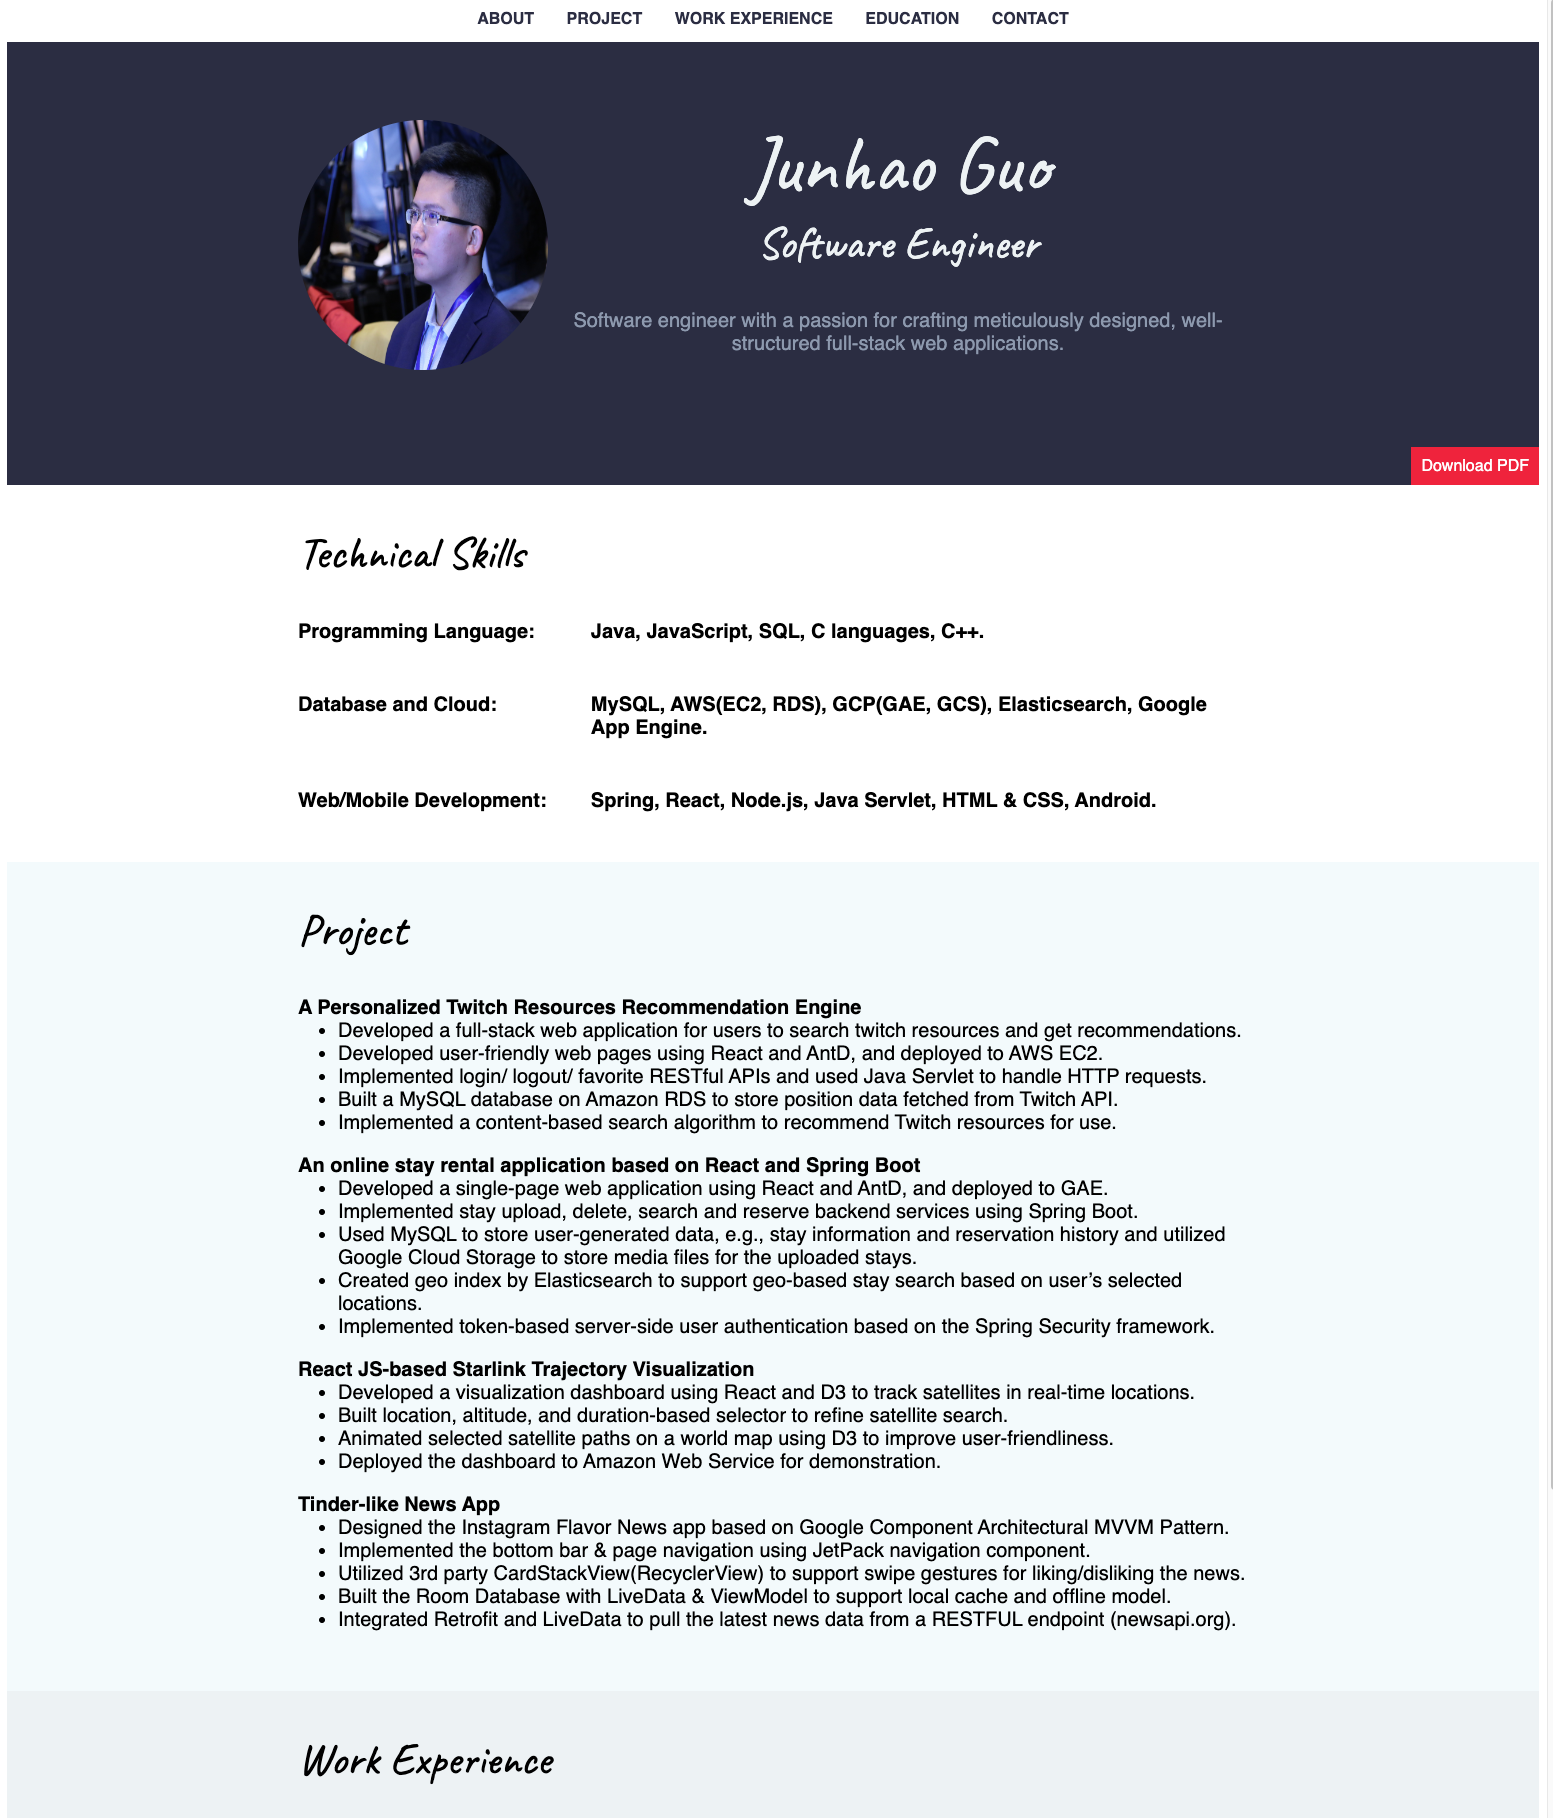 ABOUT PROJECT WORK EXPERIENCE EDUCATION CONTACT
Junhao Guo
Software Engineer
Software engineer with a passion for crafting meticulously designed, well-
structured full-stack web applications.
Download PDF
Technical Skills
Programming Language: Java, JavaScript, SQL, C languages, C++.
Database and Cloud: MySQL, AWS(EC2, RDS), GCP(GAE, GCS), Elasticsearch, Google
App Engine.
Web/Mobile Development: Spring, React, Node.js, Java Servlet, HTML & CSS, Android.
Project
A Personalized Twitch Resources Recommendation Engine
• Developed a full-stack web application for users to search twitch resources and get recommendations.
• Developed user-friendly web pages using React and AntD, and deployed to AWS EC2.
• Implemented login/ logout/ favorite RESTful APIs and used Java Servlet to handle HTTP requests.
• Built a MySQL database on Amazon RDS to store position data fetched from Twitch API.
• Implemented a content-based search algorithm to recommend Twitch resources for use.
An online stay rental application based on React and Spring Boot
• Developed a single-page web application using React and AntD, and deployed to GAE.
• Implemented stay upload, delete, search and reserve backend services using Spring Boot.
• Used MySQL to store user-generated data, e.g., stay information and reservation history and utilized
Google Cloud Storage to store media files for the uploaded stays.
• Created geo index by Elasticsearch to support geo-based stay search based on user’s selected
locations.
• Implemented token-based server-side user authentication based on the Spring Security framework.
React JS-based Starlink Trajectory Visualization
• Developed a visualization dashboard using React and D3 to track satellites in real-time locations.
• Built location, altitude, and duration-based selector to refine satellite search.
• Animated selected satellite paths on a world map using D3 to improve user-friendliness.
• Deployed the dashboard to Amazon Web Service for demonstration.
Tinder-like News App
• Designed the Instagram Flavor News app based on Google Component Architectural MVVM Pattern.
• Implemented the bottom bar & page navigation using JetPack navigation component.
• Utilized 3rd party CardStackView(RecyclerView) to support swipe gestures for liking/disliking the news.
• Built the Room Database with LiveData & ViewModel to support local cache and offline model.
• Integrated Retrofit and LiveData to pull the latest news data from a RESTFUL endpoint (newsapi.org).
Work Experience